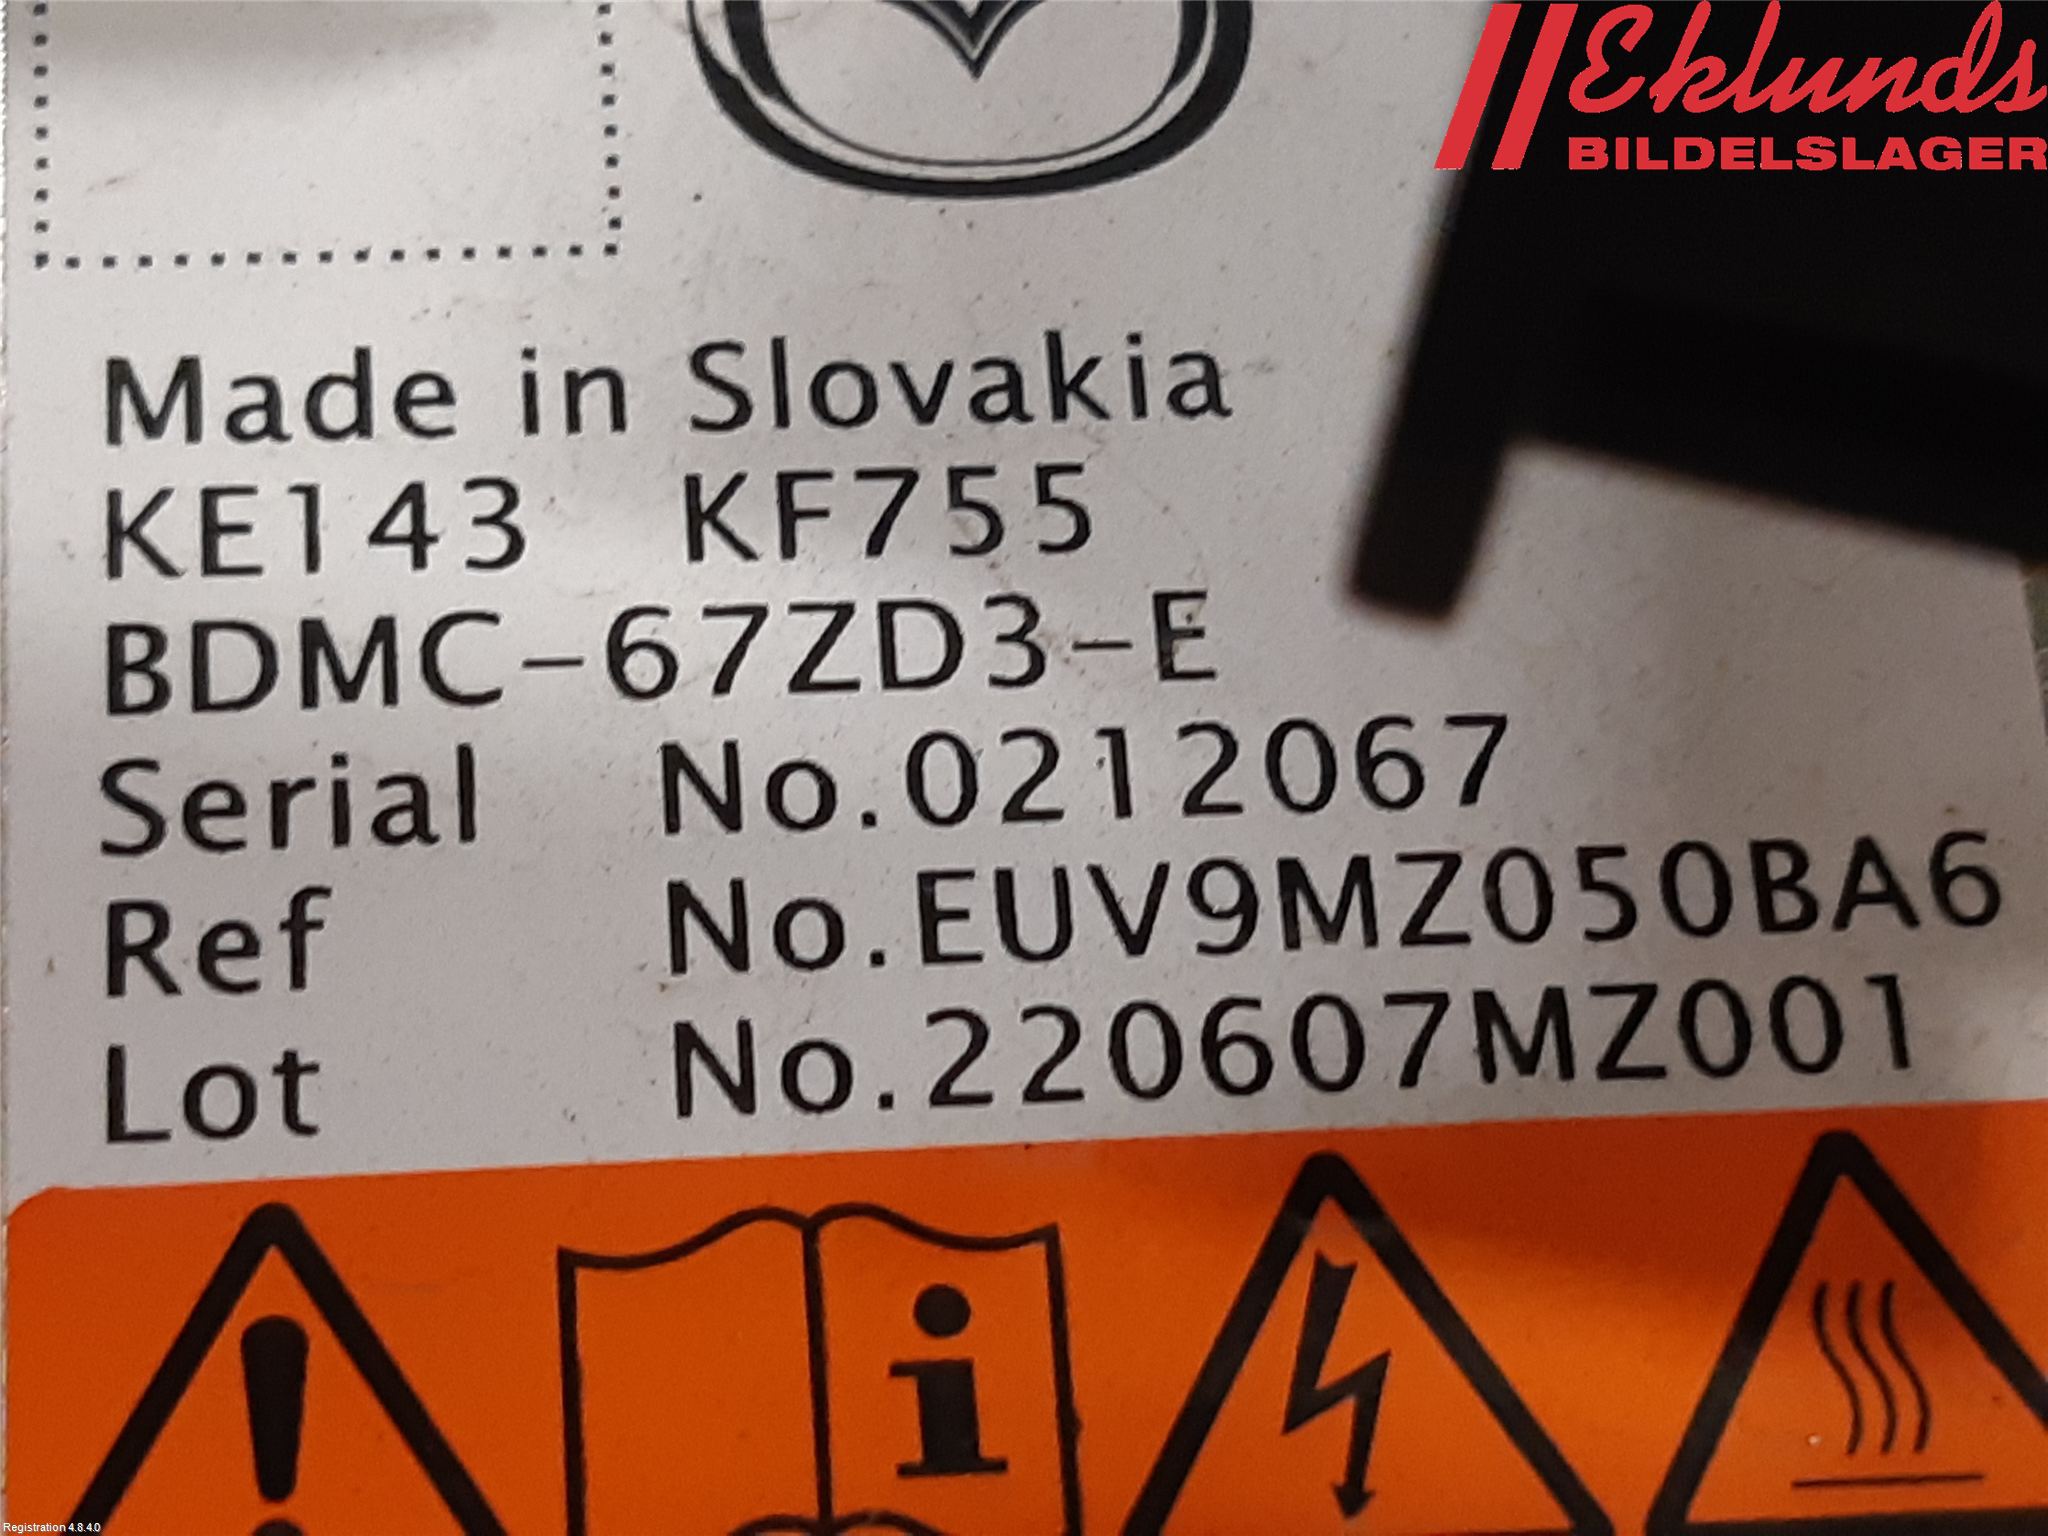 Eklunds
BILDELSLAGER
Made in Slovakia
KE143 KF755
BDMC-67ZD3-E
Serial No.0212067
Ref No.EUV9MZ050BA6
Lot No.220607MZ001
i
Registration 4.8.4.0